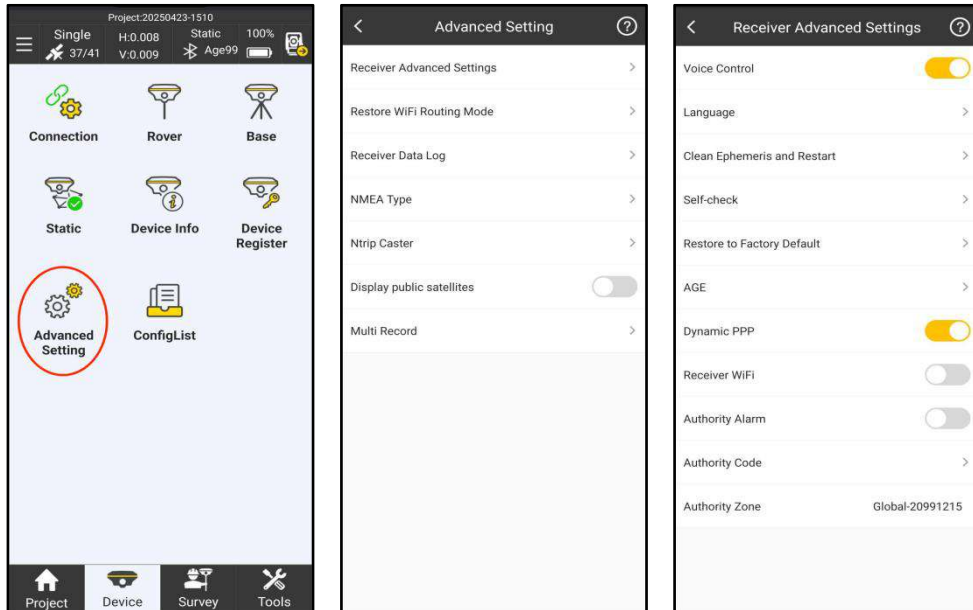 Project:20250423-1510
Single H:0.008 Static 100%
37/41 V:0.009 Age99
Connection Rover Base
Static Device Info Device
Register
Advanced
Setting
ConfigList
Project Device Survey Tools
Advanced Setting
Receiver Advanced Settings
Restore WiFi Routing Mode
Receiver Data Log
NMEA Type
Ntrip Caster
Display public satellites
Multi Record
Receiver Advanced Settings
Voice Control
Language
Clean Ephemeris and Restart
Self-check
Restore to Factory Default
AGE
Dynamic PPP
Receiver WiFi
Authority Alarm
Authority Code
Authority Zone Global-20991215